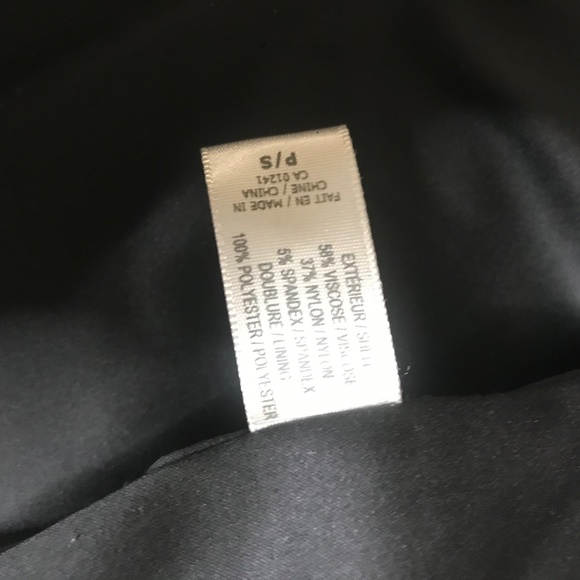 P/S
CA 01241
CHINE / CHINA
FAIT EN / MADE IN
EXTÉRIEUR / SHELL
58% VISCOSE / VISCOSE
37% NYLON / NYLON
5% SPANDEX / SPANDEX
DOUBLURE / LINING
100% POLYESTER / POLYESTER